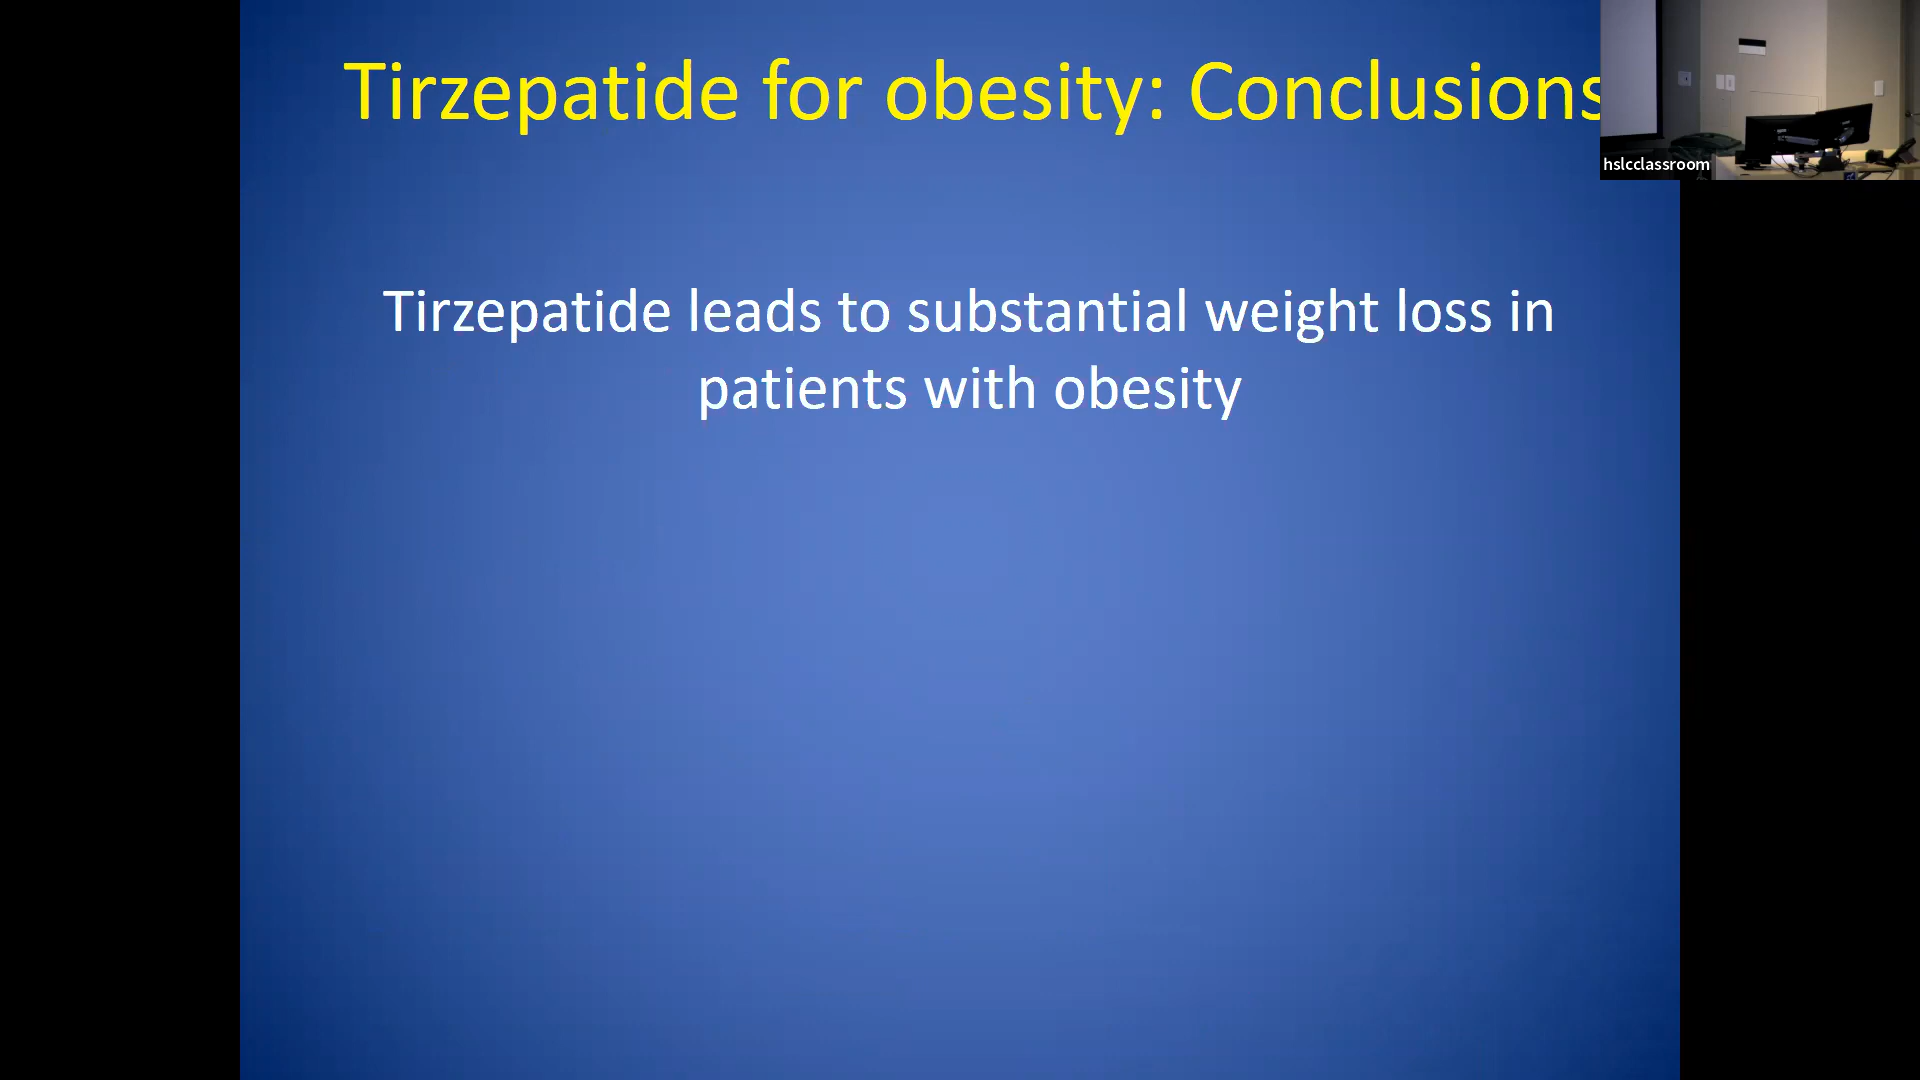 Tirzepatide for obesity: Conclusions
hslcclassroom
Tirzepatide leads to substantial weight loss in
patients with obesity